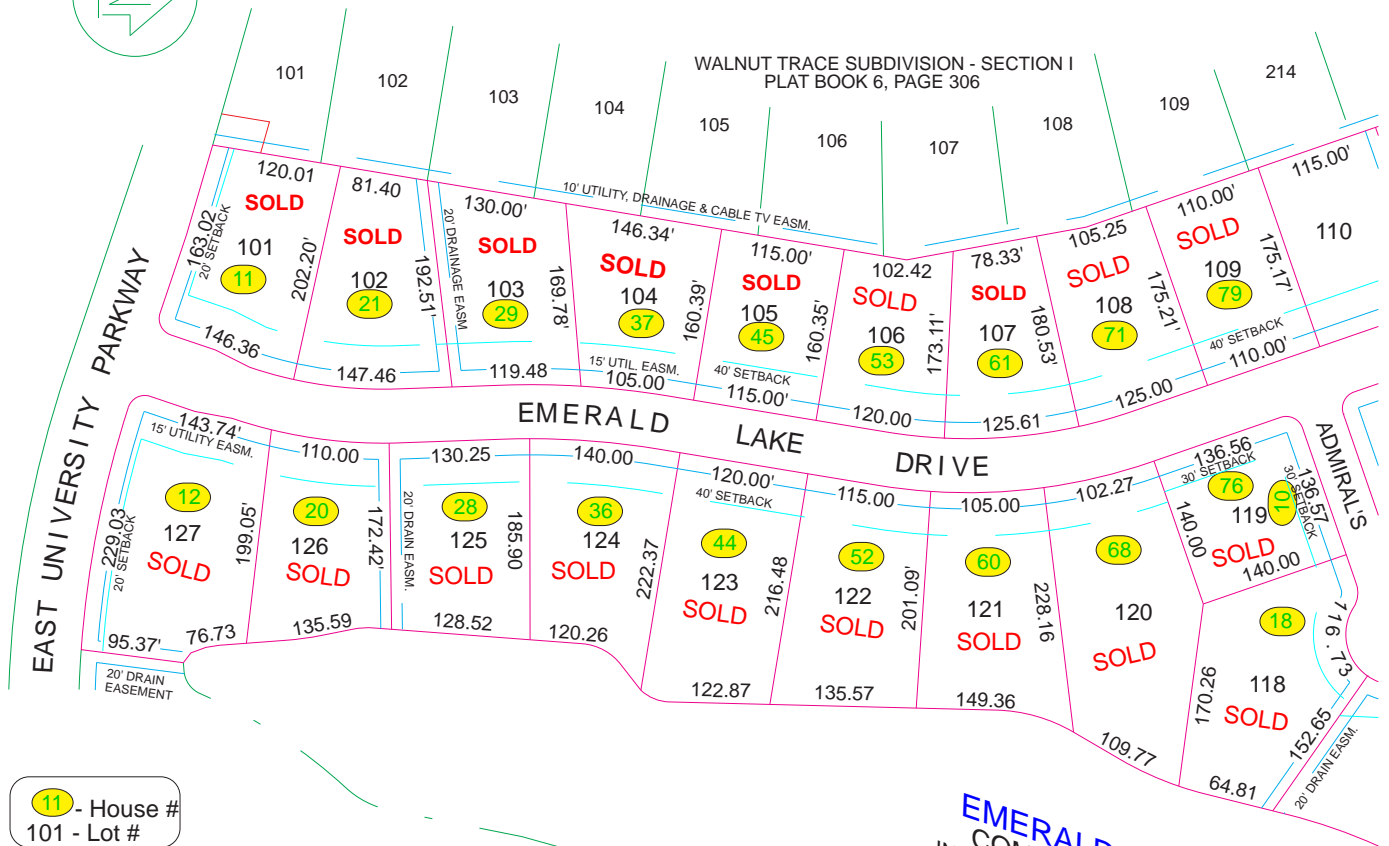 WALNUT TRACE SUBDIVISION - SECTION I
PLAT BOOK 6, PAGE 306
101
102
103
104
105
106
107
108
109
214
10' UTILITY, DRAINAGE & CABLE TV EASM.
120.01
SOLD
101
11
163.02
20' SETBACK
202.20'
146.36
81.40
SOLD
102
21
192.51'
147.46
20' DRAINAGE EASM
130.00'
SOLD
103
29
169.78'
119.48
146.34'
SOLD
104
37
160.39'
15' UTIL. EASM.
105.00
115.00'
SOLD
105
45
160.35'
40' SETBACK
115.00'
102.42
SOLD
106
53
173.11'
120.00
78.33'
SOLD
107
61
180.53'
125.61
105.25
SOLD
108
71
175.21'
125.00
110.00'
SOLD
109
79
175.17'
40' SETBACK
110.00'
115.00'
110
EAST UNIVERSITY PARKWAY
EMERALD LAKE DRIVE
ADMIRAL'S
143.74'
15' UTILITY EASM.
12
127
SOLD
229.03
20' SETBACK
199.05'
95.37'
76.73
20' DRAIN
EASEMENT
110.00
20
126
SOLD
172.42'
135.59
20' DRAIN EASM.
130.25
28
125
SOLD
185.90
128.52
140.00
36
124
SOLD
222.37
120.26
120.00'
40' SETBACK
44
123
SOLD
216.48
122.87
115.00
52
122
SOLD
201.09'
135.57
105.00
60
121
SOLD
228.16
149.36
102.27
68
120
SOLD
109.77
136.56
30' SETBACK
76
10
119
SOLD
140.00
140.00
136.57
30' SETBACK
18
118
SOLD
116.73
170.26
152.65
64.81
20' DRAIN EASM.
11 - House #
101 - Lot #
EMERALD